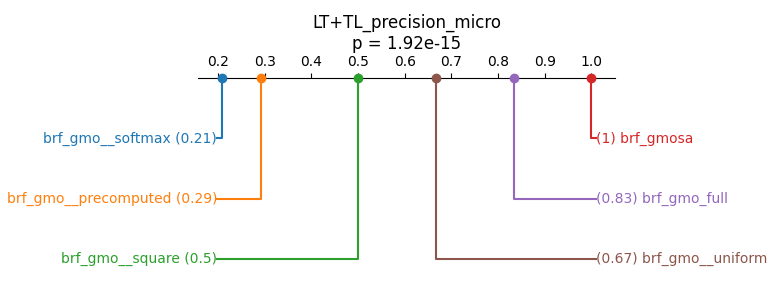 LT+TL_precision_micro
p = 1.92e-15
0.2 0.3 0.4 0.5 0.6 0.7 0.8 0.9 1.0
brf_gmo__softmax (0.21)
(1) brf_gmosa
brf_gmo__precomputed (0.29)
(0.83) brf_gmo_full
brf_gmo__square (0.5)
(0.67) brf_gmo__uniform